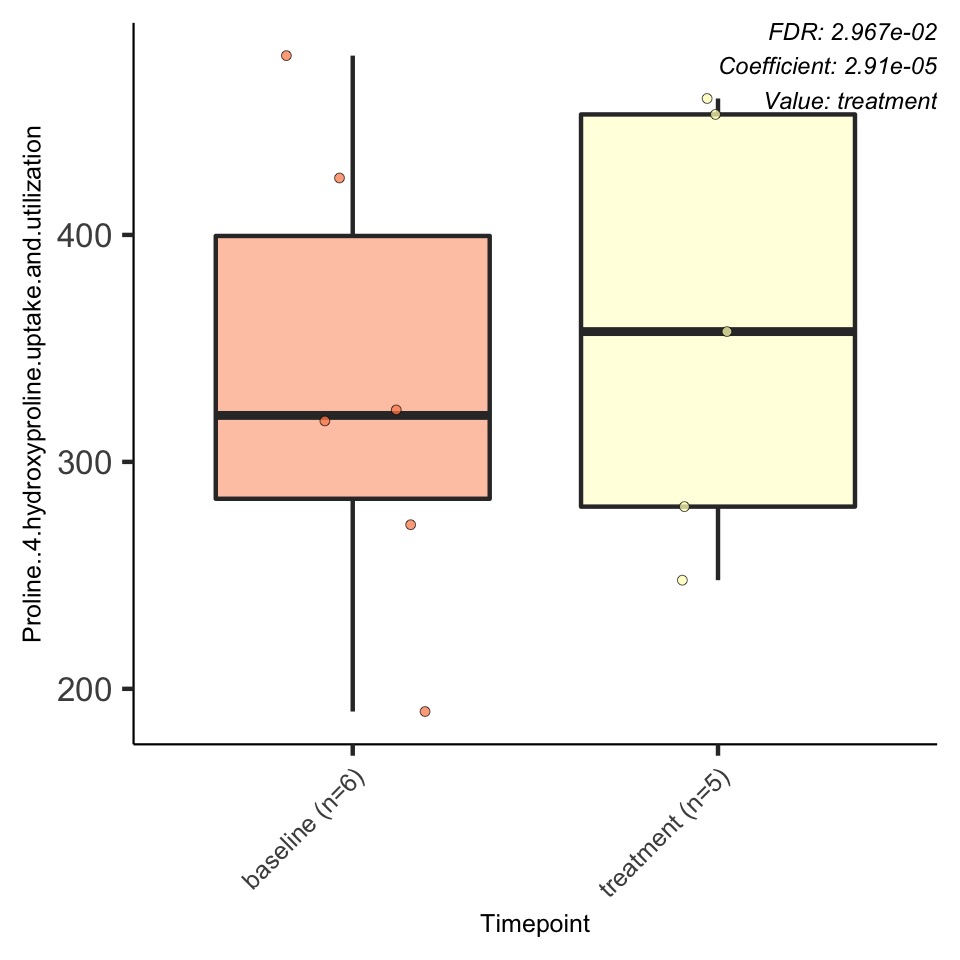 FDR: 2.967e-02
Coefficient: 2.91e-05
Value: treatment
Proline..4.hydroxyproline.uptake.and.utilization
400
300
200
baseline (n=6)
treatment (n=5)
Timepoint